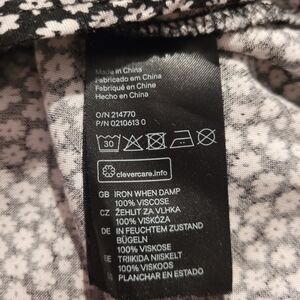 Made in China
Fabricado em China
Fabriqué en China
Hecho en China
O/N 214770
P/N 0210613 0
30
clevercare.info
GB IRON WHEN DAMP
100% VISCOSE
CZ ŽEHLIT ZA VLHKA
100% VISKÓZA
DE IN FEUCHTEM ZUSTAND
BÜGELN
100% VISKOSE
EE TRIIKIDA NIISKELT
100% VISKOOS
ES PLANCHAR EN ESTADO